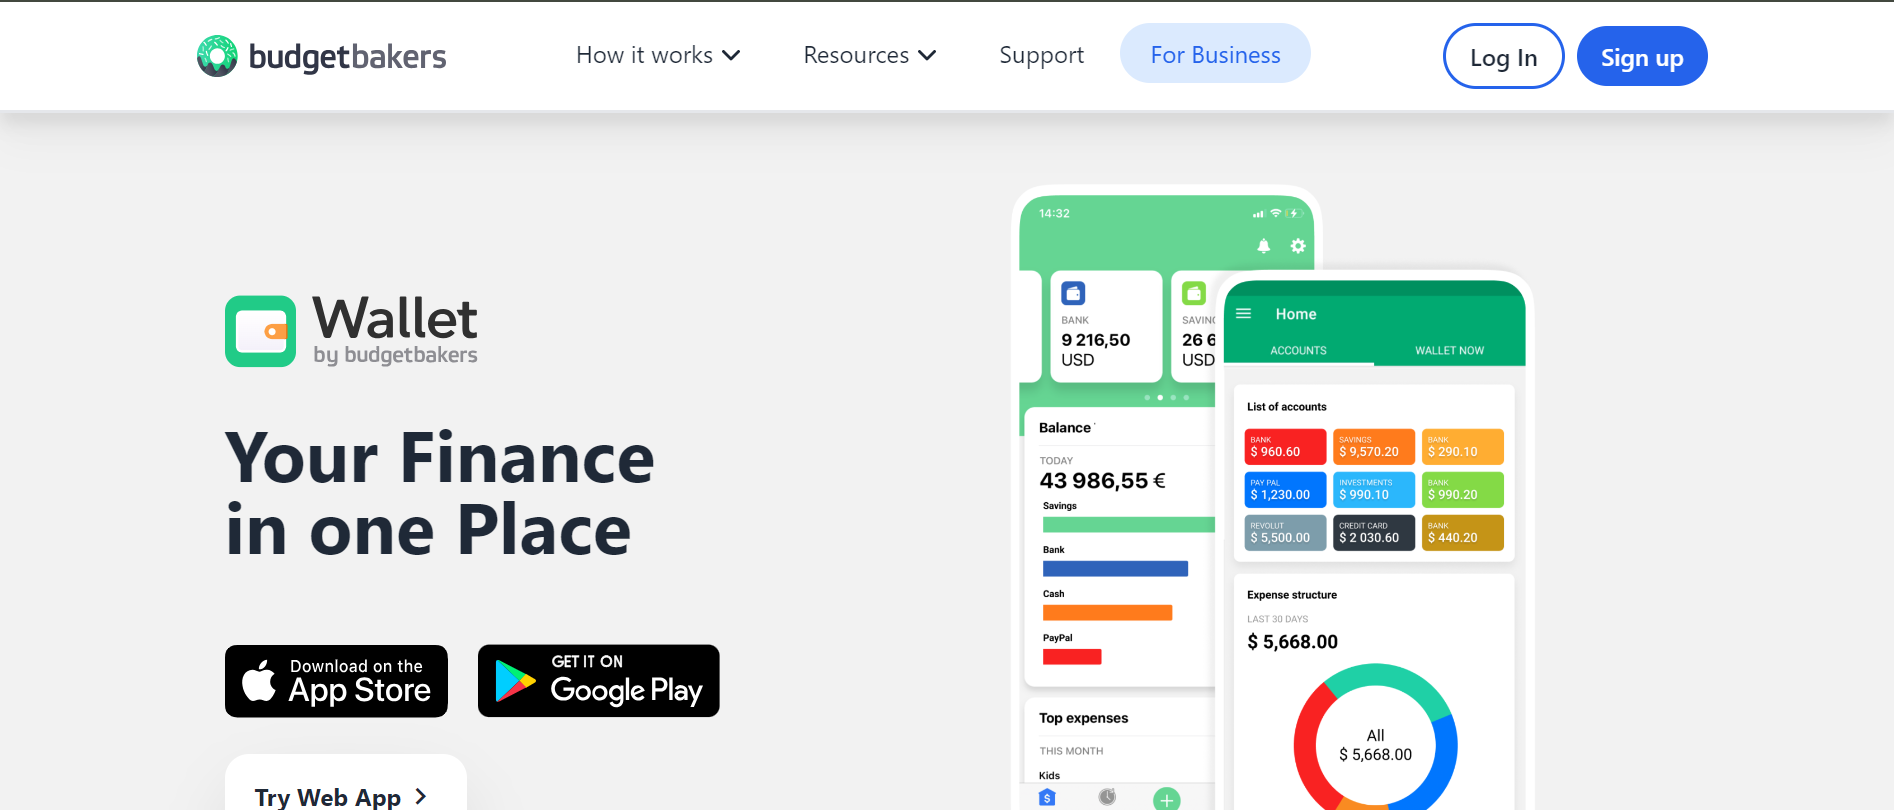 budgetbakers
How it works
Resources
Support
For Business
Log In
Sign up
Wallet
by budgetbakers
Your Finance
in one Place
Download on the
App Store
GET IT ON
Google Play
Try Web App
14:32
BANK
9 216,50
USD
SAVING
26 6
USD
Balance
TODAY
43 986,55 €
Savings
Bank
Cash
PayPal
Top expenses
THIS MONTH
Kids
Home
ACCOUNTS
WALLET NOW
List of accounts
BANK
$ 960.60
SAVINGS
$ 9,570.20
BANK
$ 290.10
PAY PAL
$ 1,230.00
INVESTMENTS
$ 990.10
BANK
$ 990.20
REVOLUT
$ 5,500.00
CREDIT CARD
$ 2 030.60
BANK
$ 440.20
Expense structure
LAST 30 DAYS
$ 5,668.00
All
$ 5,668.00